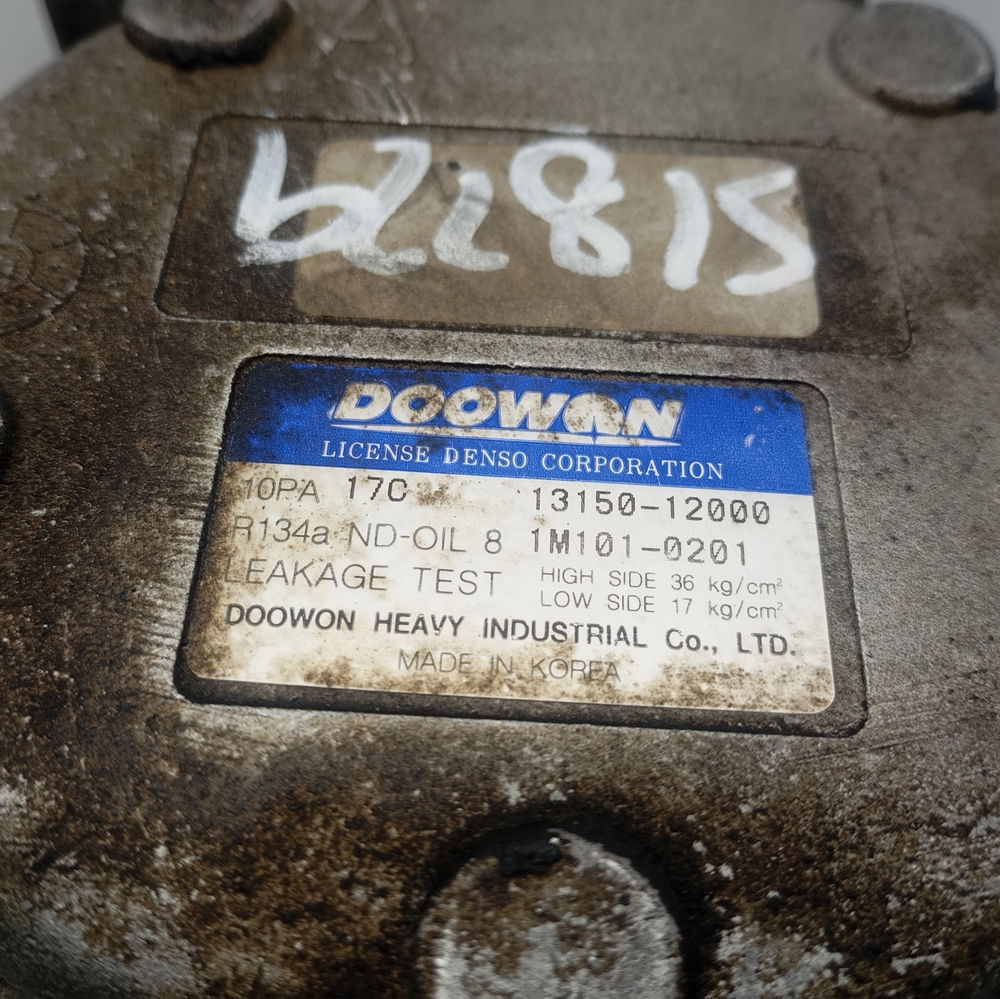 b22815
DOOWON
LICENSE DENSO CORPORATION
10PA 17C 13150-12000
R134a ND-OIL 8 1M101-0201
LEAKAGE TEST HIGH SIDE 36 kg/cm²
LOW SIDE 17 kg/cm²
DOOWON HEAVY INDUSTRIAL Co., LTD.
MADE IN KOREA